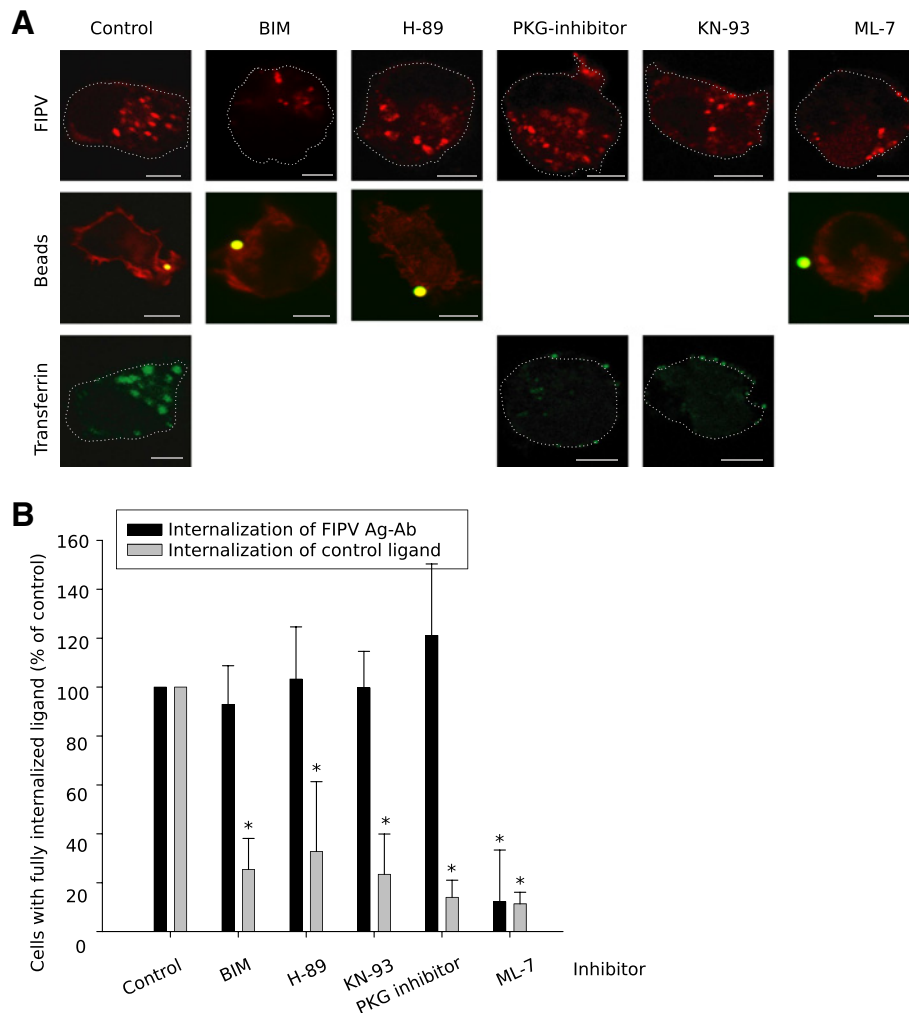 A
Control BIM H-89 PKG-inhibitor KN-93 ML-7
FIPV
Beads
Transferrin
B
Internalization of FIPV Ag-Ab
Internalization of control ligand
Cells with fully internalized ligand (% of control)
160
140
120
100
80
60
40
20
0
* * * * * *
Control BIM H-89 KN-93 PKG inhibitor ML-7 Inhibitor